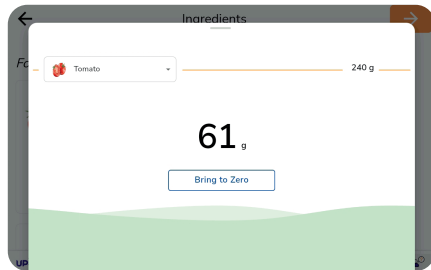 Ingredients
Fo
Tomato
240 g
61 g
Bring to Zero
UP